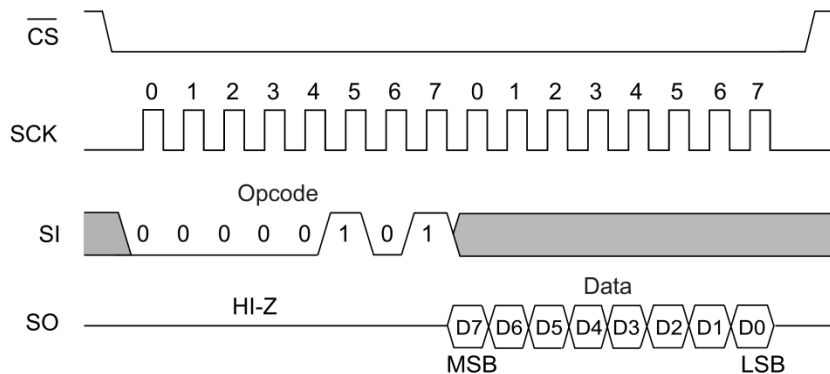 CS
0 1 2 3 4 5 6 7 0 1 2 3 4 5 6 7
SCK
Opcode
SI 0 0 0 0 0 1 0 1
HI-Z Data
SO D7 D6 D5 D4 D3 D2 D1 D0
MSB LSB